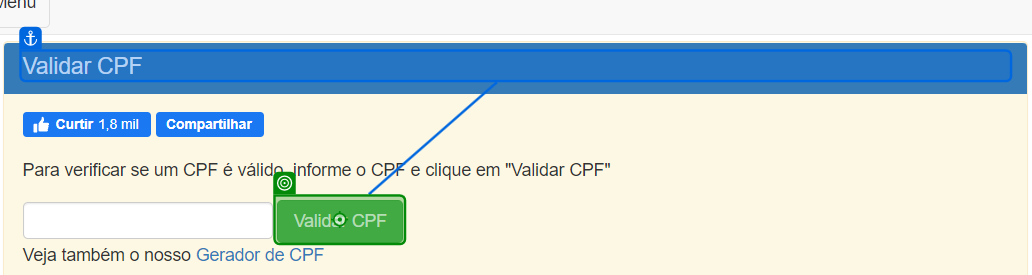 Menu
Validar CPF
Curtir 1,8 mil Compartilhar
Para verificar se um CPF é válido, informe o CPF e clique em "Validar CPF"
Validar CPF
Veja também o nosso Gerador de CPF